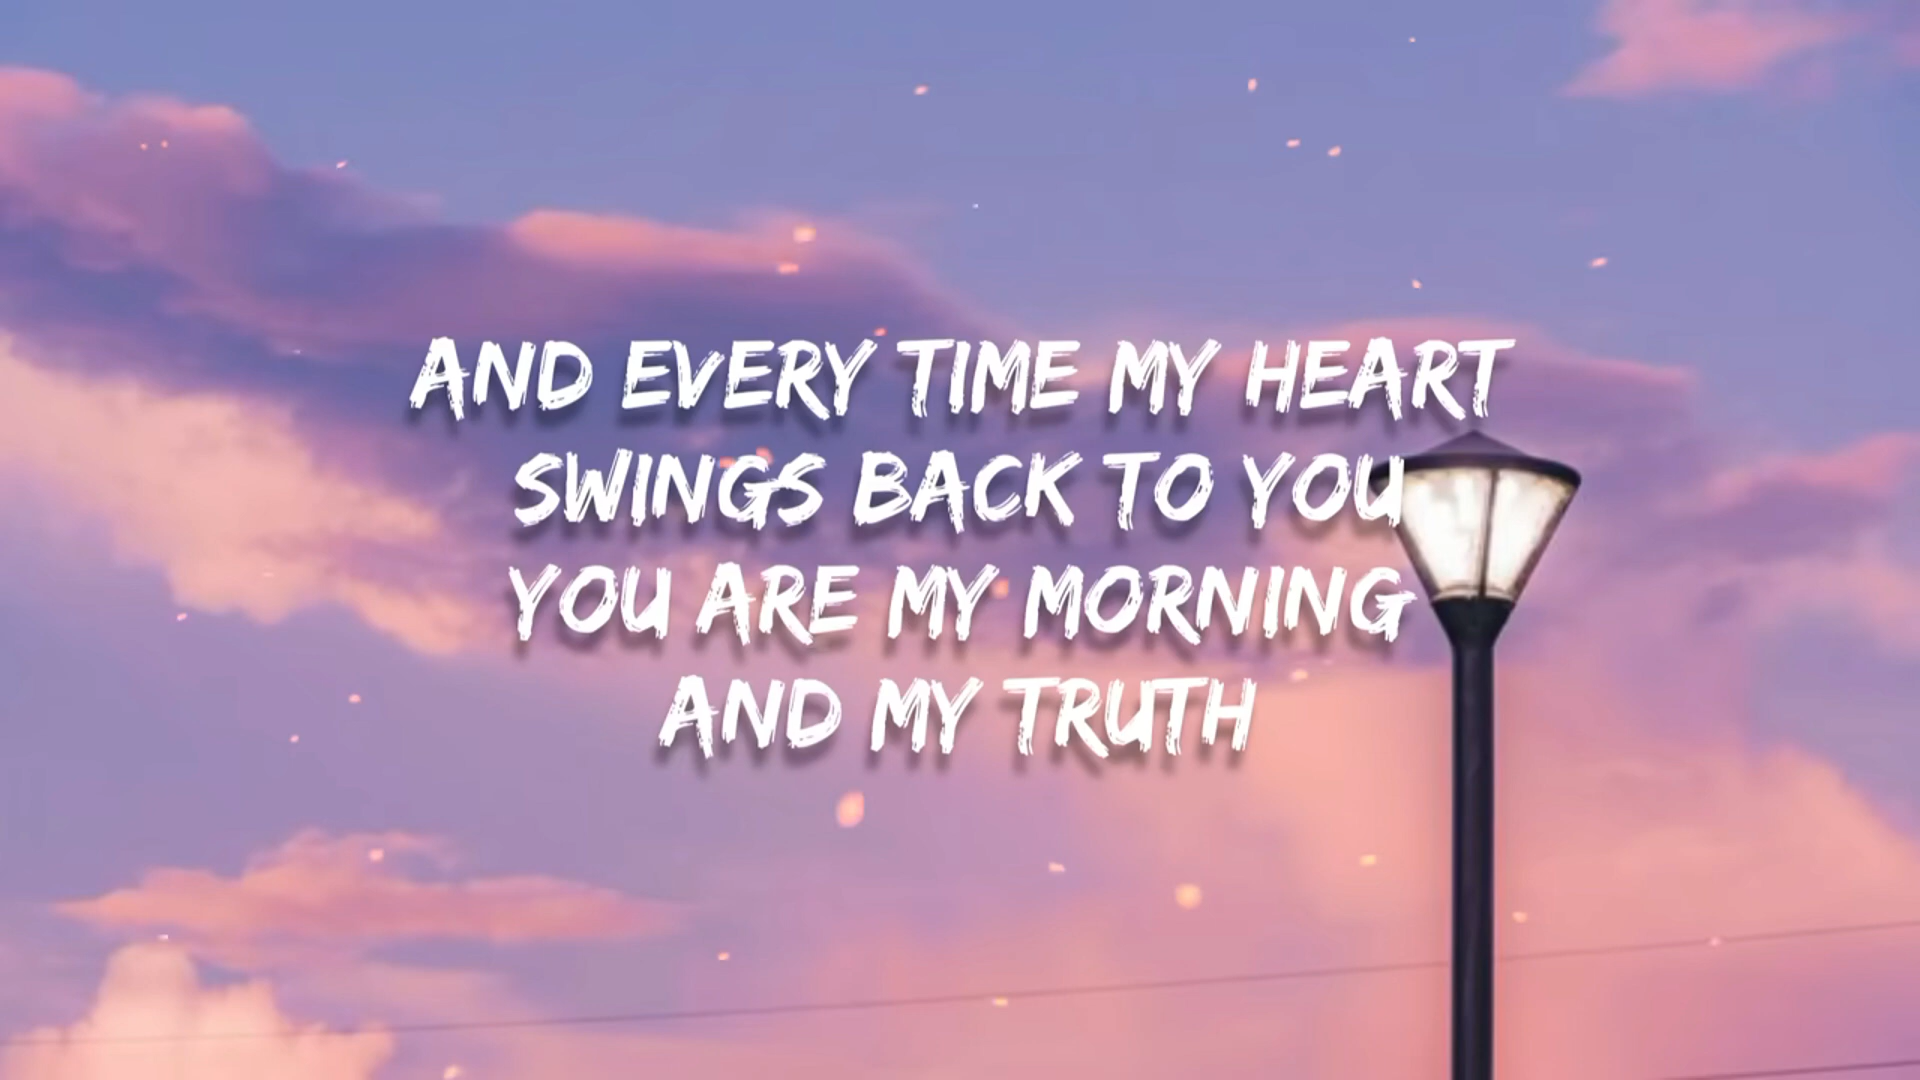 AND EVERY TIME MY HEART
SWINGS BACK TO YOU
YOU ARE MY MORNING
AND MY TRUTH